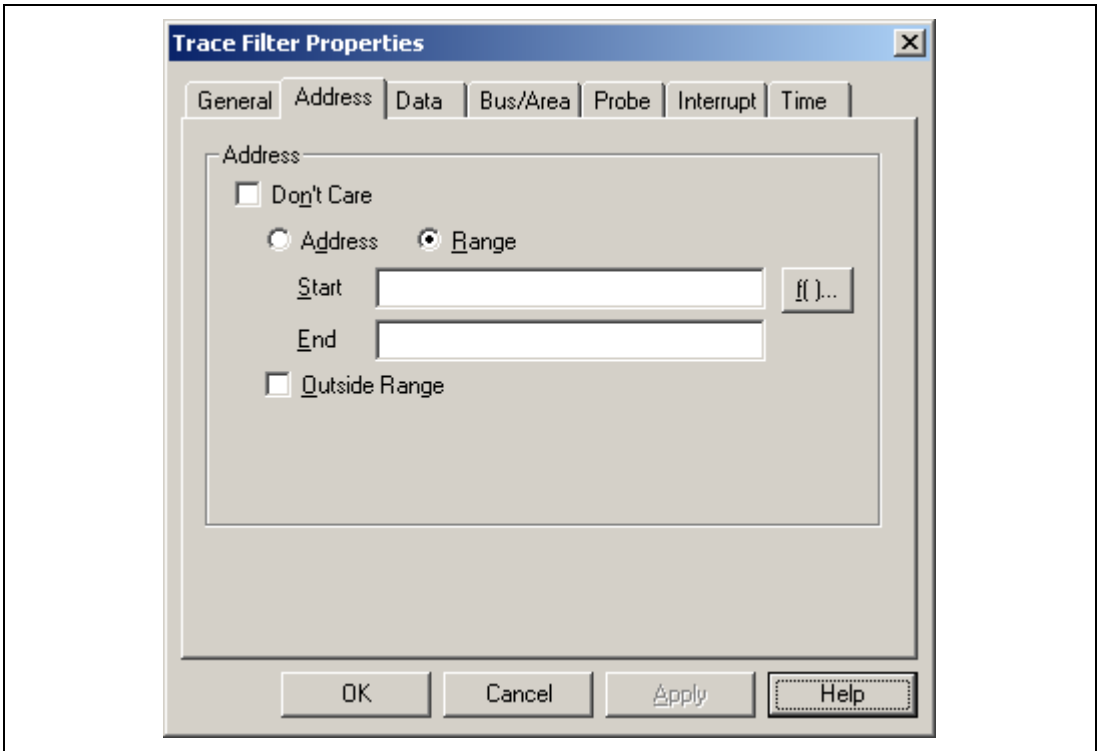 Trace Filter Properties
General Address Data Bus/Area Probe Interrupt Time
Address
Don't Care
Address Range
Start f( )...
End
Outside Range
OK Cancel Apply Help